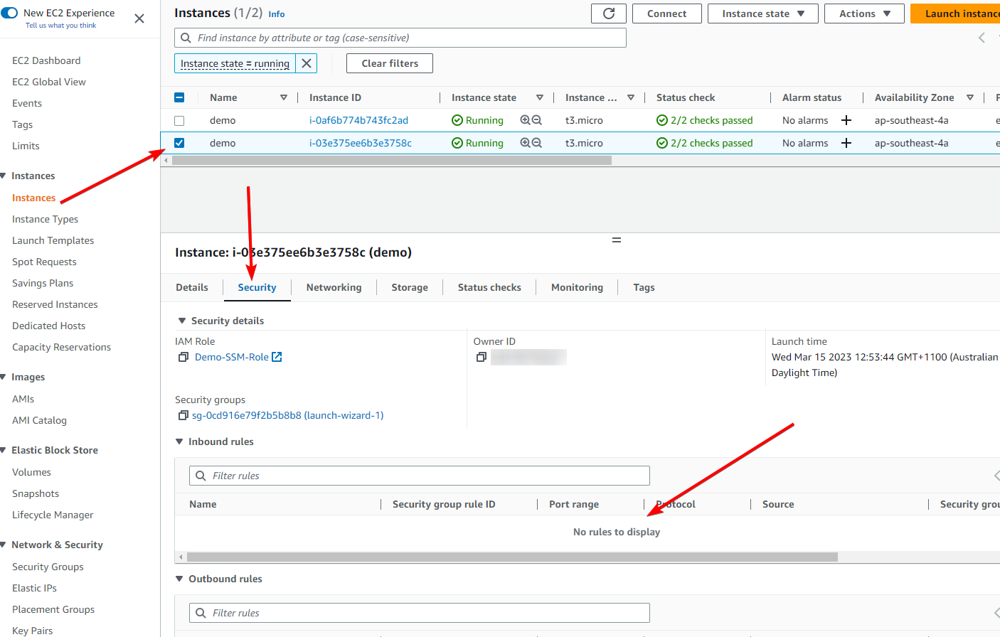 New EC2 Experience
Tell us what you think
EC2 Dashboard
EC2 Global View
Events
Tags
Limits
Instances
Instances
Instance Types
Launch Templates
Spot Requests
Savings Plans
Reserved Instances
Dedicated Hosts
Capacity Reservations
Images
AMIs
AMI Catalog
Elastic Block Store
Volumes
Snapshots
Lifecycle Manager
Network & Security
Security Groups
Elastic IPs
Placement Groups
Key Pairs
Instances (1/2) Info
Connect
Instance state
Actions
Launch instance
Find instance by attribute or tag (case-sensitive)
Instance state = running
Clear filters
Name Instance ID Instance state Instance ... Status check Alarm status Availability Zone
demo i-0af6b774b743fc2ad Running t3.micro 2/2 checks passed No alarms ap-southeast-4a
demo i-03e375ee6b3e3758c Running t3.micro 2/2 checks passed No alarms ap-southeast-4a
Instance: i-03e375ee6b3e3758c (demo)
Details Security Networking Storage Status checks Monitoring Tags
Security details
IAM Role
Demo-SSM-Role
Owner ID
Launch time
Wed Mar 15 2023 12:53:44 GMT+1100 (Australian
Daylight Time)
Security groups
sg-0cd916e79f2b5b8b8 (launch-wizard-1)
Inbound rules
Filter rules
Name Security group rule ID Port range Protocol Source Security grou
No rules to display
Outbound rules
Filter rules